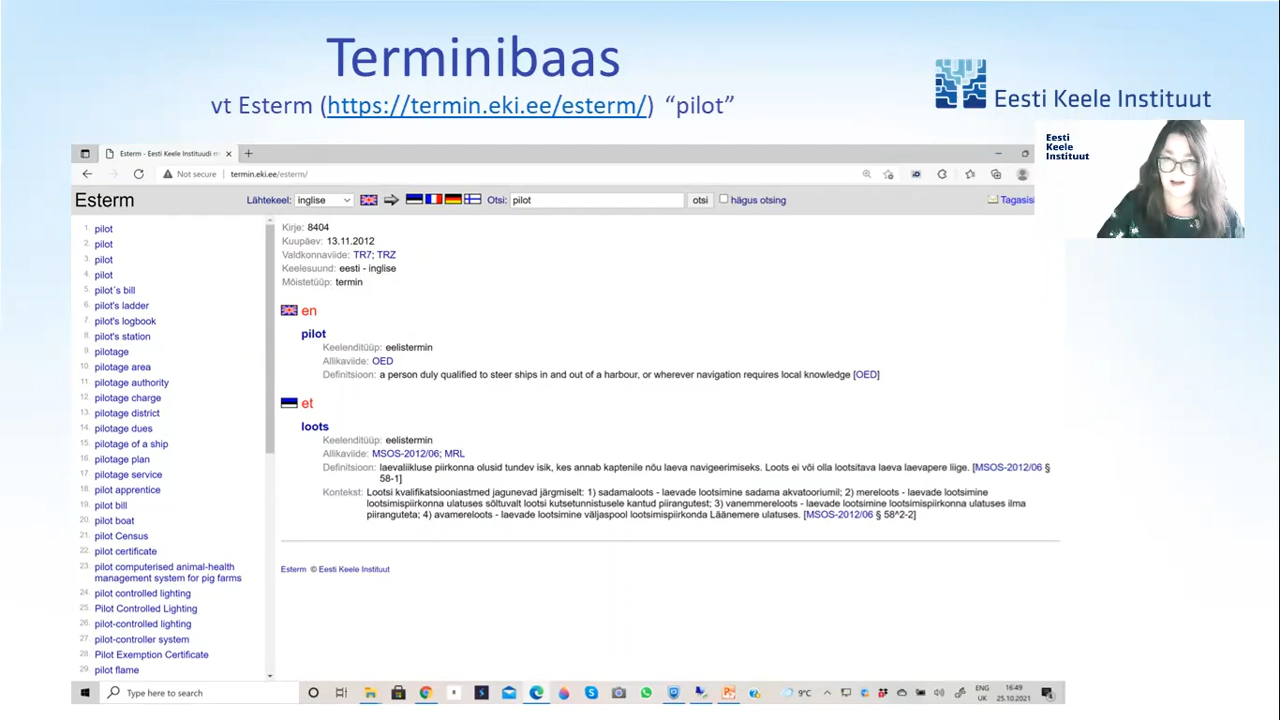 Terminibaas
vt Esterm (https://termin.eki.ee/esterm/) “pilot”
Eesti Keele Instituut
Eesti
Keele
Instituut
Esterm - Eesti Keele Instituudi m
Not secure
termin.eki.ee/esterm/
Esterm
Lähtekeel: inglise
Otsi: pilot
otsi
hägus otsing
Tagasisi
1. pilot
2. pilot
3. pilot
4. pilot
5. pilot´s bill
6. pilot's ladder
7. pilot's logbook
8. pilot's station
9. pilotage
10. pilotage area
11. pilotage authority
12. pilotage charge
13. pilotage district
14. pilotage dues
15. pilotage of a ship
16. pilotage plan
17. pilotage service
18. pilot apprentice
19. pilot bill
20. pilot boat
21. pilot Census
22. pilot certificate
23. pilot computerised animal-health
management system for pig farms
24. pilot controlled lighting
25. Pilot Controlled Lighting
26. pilot-controlled lighting
27. pilot-controller system
28. Pilot Exemption Certificate
29. pilot flame
Kirje: 8404
Kuupäev: 13.11.2012
Valdkonnaviide: TR7; TRZ
Keelesuund: eesti - inglise
Mõistetüüp: termin
en
pilot
Keelenditüüp: eelistermin
Allikaviide: OED
Definitsioon: a person duly qualified to steer ships in and out of a harbour, or wherever navigation requires local knowledge [OED]
et
loots
Keelenditüüp: eelistermin
Allikaviide: MSOS-2012/06; MRL
Definitsioon: laevaliikluse piirkonna olusid tundev isik, kes annab kaptenile nõu laeva navigeerimiseks. Loots ei või olla lootsitava laeva laevapere liige. [MSOS-2012/06 §
58-1]
Kontekst: Lootsi kvalifikatsiooniastmed jagunevad järgmiselt: 1) sadamaloots - laevade lootsimine sadama akvatooriumil; 2) mereloots - laevade lootsimine
lootsimispiirkonna ulatuses sõltuvalt lootsi kutsetunnistusele kantud piirangutest; 3) vanemmereloots - laevade lootsimine lootsimispiirkonna ulatuses ilma
piiranguteta; 4) avamereloots - laevade lootsimine väljaspool lootsimispiirkonda Läänemere ulatuses. [MSOS-2012/06 § 58^2-2]
Esterm © Eesti Keele Instituut
Type here to search
9°C
ENG
UK
16:49
25.10.2021